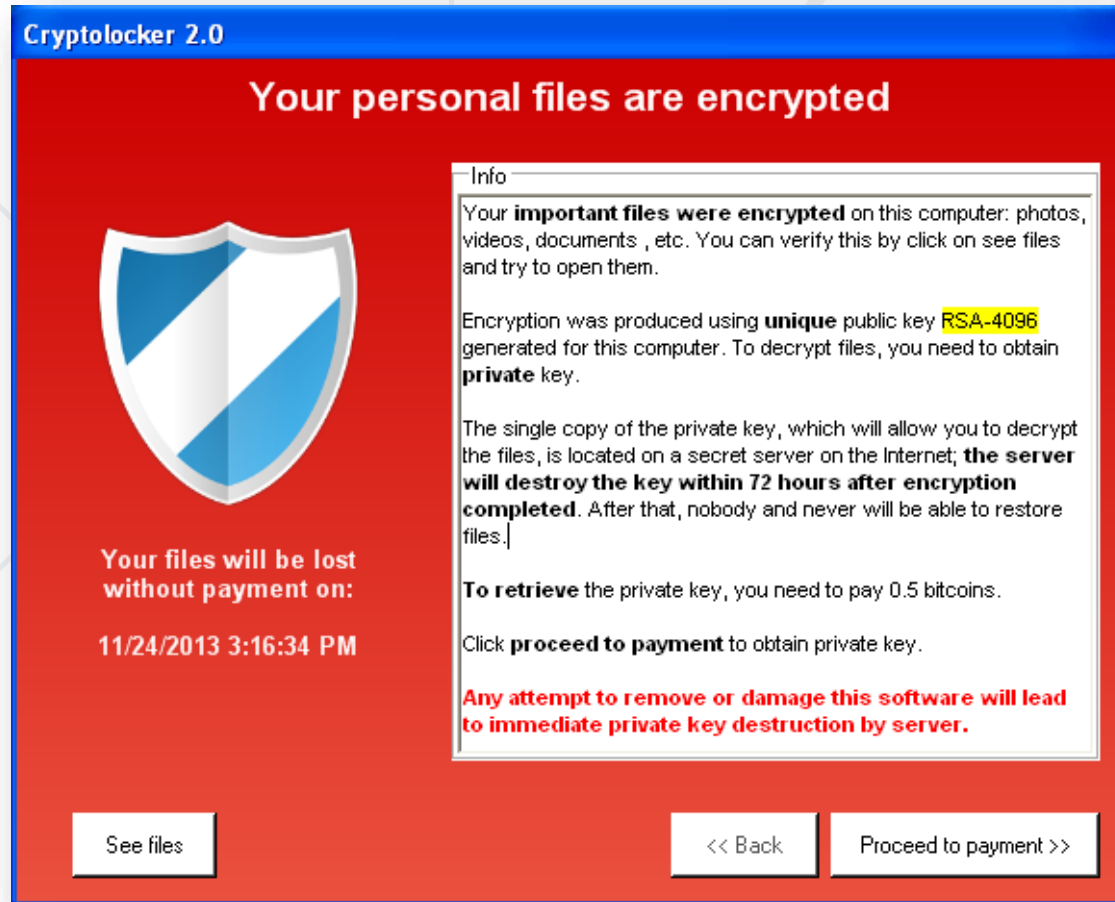 Cryptolocker 2.0
Your personal files are encrypted
Info
Your important files were encrypted on this computer: photos,
videos, documents , etc. You can verify this by click on see files
and try to open them.
Encryption was produced using unique public key RSA-4096
generated for this computer. To decrypt files, you need to obtain
private key.
The single copy of the private key, which will allow you to decrypt
the files, is located on a secret server on the Internet; the server
will destroy the key within 72 hours after encryption
completed. After that, nobody and never will be able to restore
files.
To retrieve the private key, you need to pay 0.5 bitcoins.
Click proceed to payment to obtain private key.
Any attempt to remove or damage this software will lead
to immediate private key destruction by server.
Your files will be lost
without payment on:
11/24/2013 3:16:34 PM
See files
<< Back
Proceed to payment >>